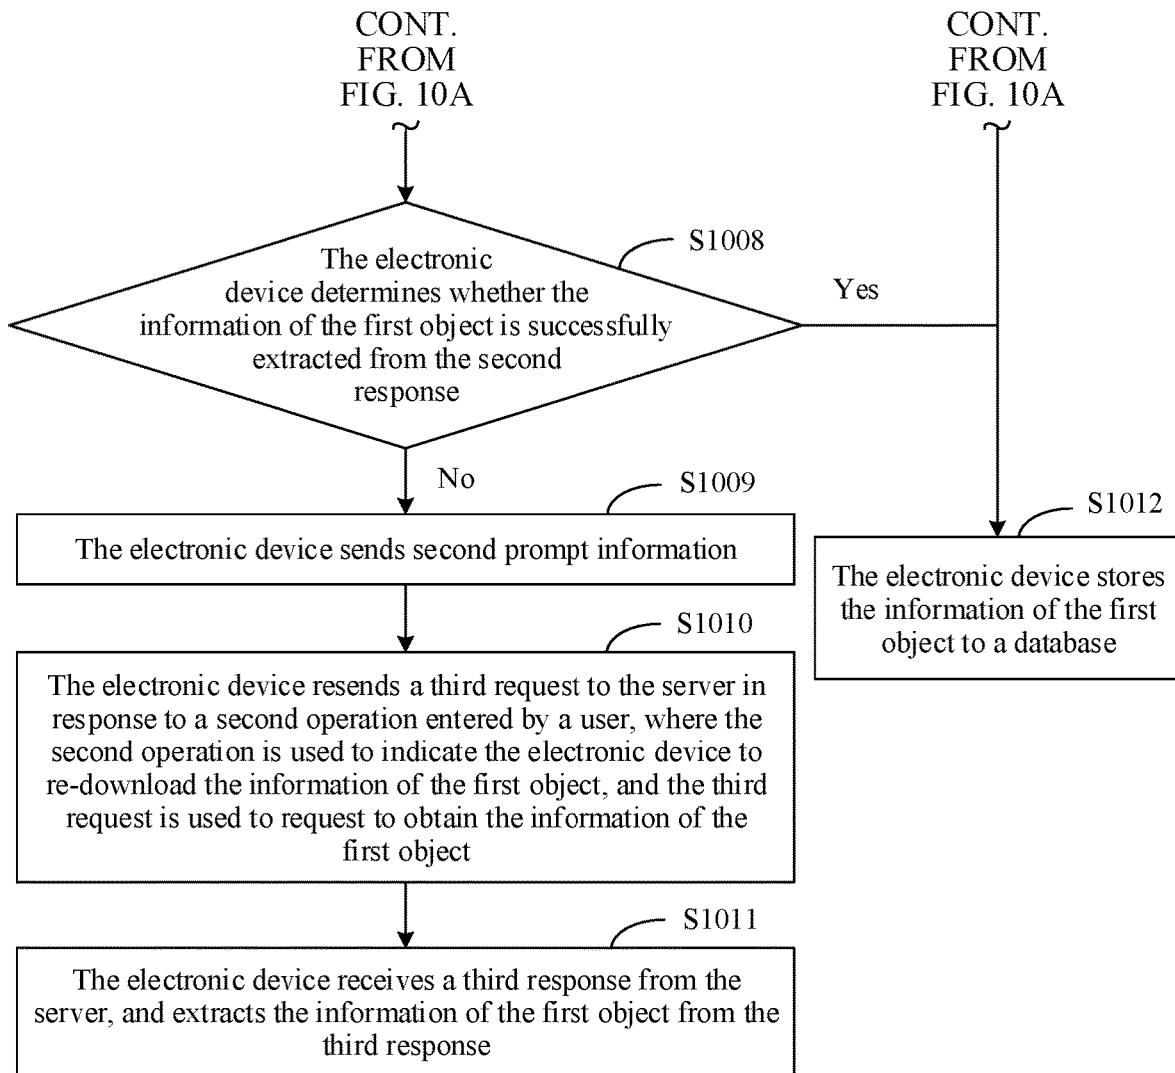 CONT.
FROM
FIG. 10A
CONT.
FROM
FIG. 10A
S1008
The electronic
device determines whether the
information of the first object is successfully
extracted from the second
response
Yes
No
S1009
The electronic device sends second prompt information
S1010
The electronic device resends a third request to the server in
response to a second operation entered by a user, where the
second operation is used to indicate the electronic device to
re-download the information of the first object, and the third
request is used to request to obtain the information of the
first object
S1011
The electronic device receives a third response from the
server, and extracts the information of the first object from the
third response
S1012
The electronic device stores
the information of the first
object to a database